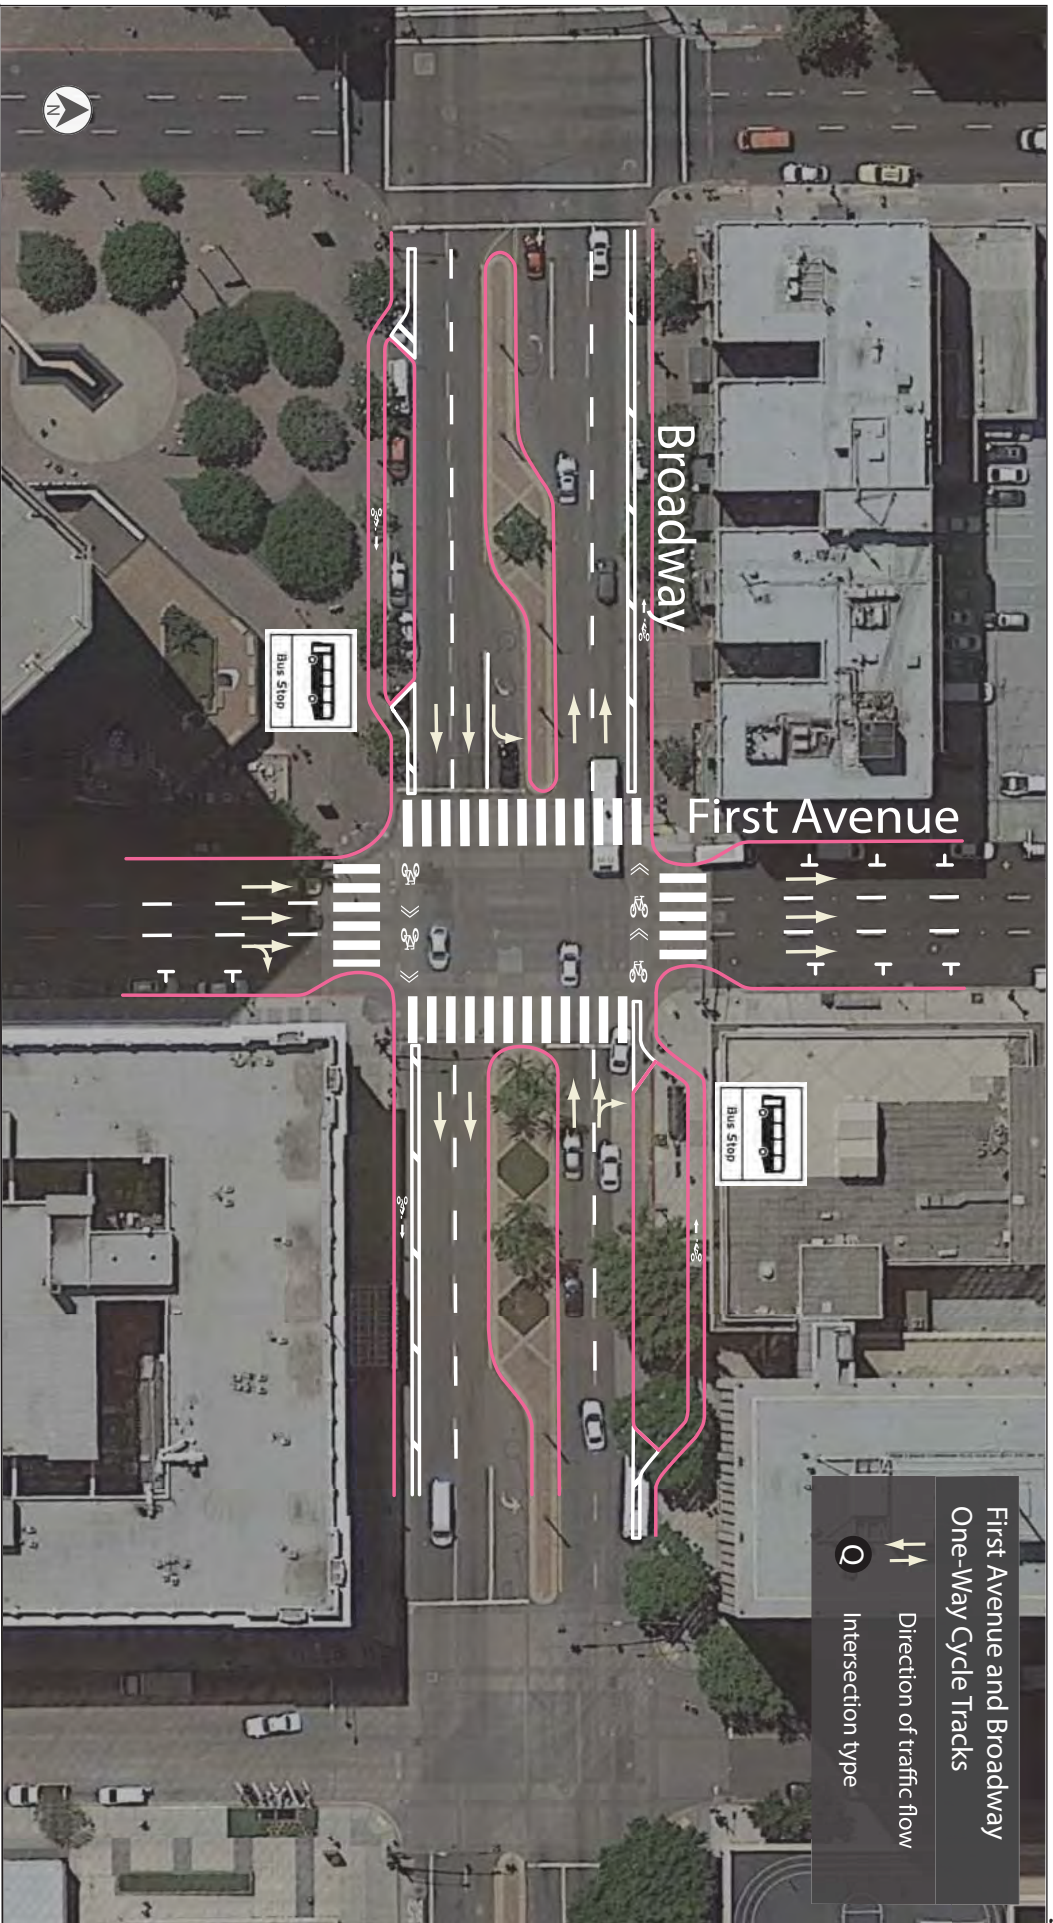 First Avenue and Broadway
One-Way Cycle Tracks
Direction of traffic flow
Q
Intersection type
Broadway
First Avenue
Bus Stop
Bus Stop
N